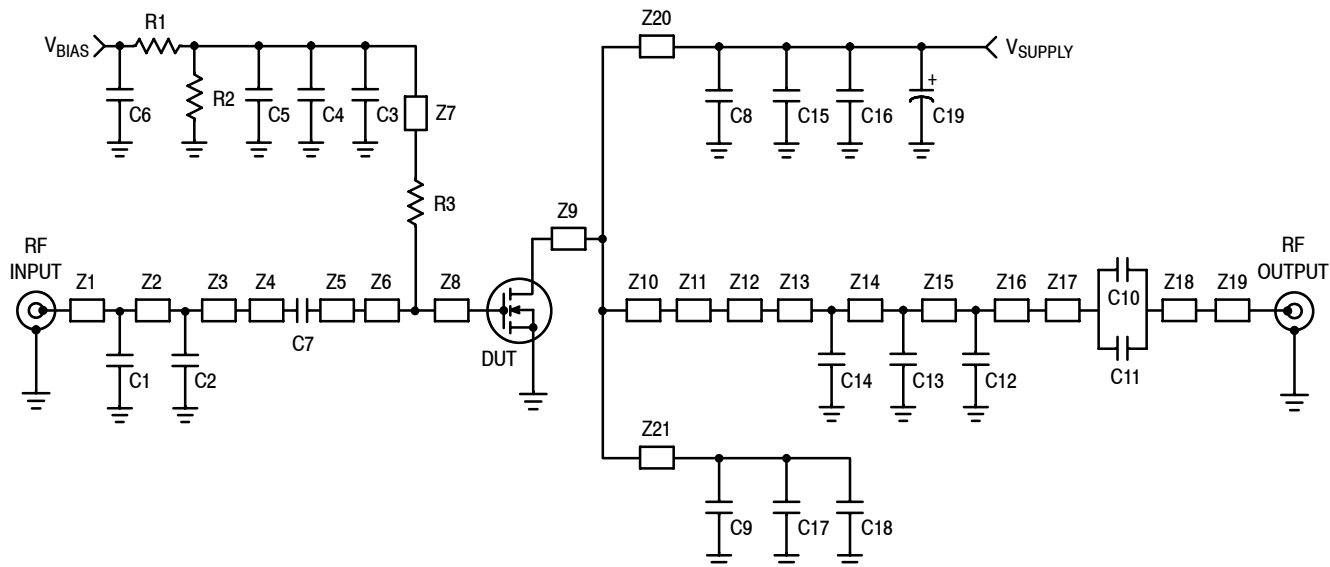 R1
Z20
V_BIAS
V_SUPPLY
+
C6
R2
C5
C4
C3
Z7
C8
C15
C16
C19
R3
Z9
RF
INPUT
RF
OUTPUT
Z1
Z2
Z3
Z4
Z5
Z6
Z8
Z10
Z11
Z12
Z13
Z14
Z15
Z16
Z17
C10
Z18
Z19
C7
DUT
C1
C2
C14
C13
C12
C11
Z21
C9
C17
C18